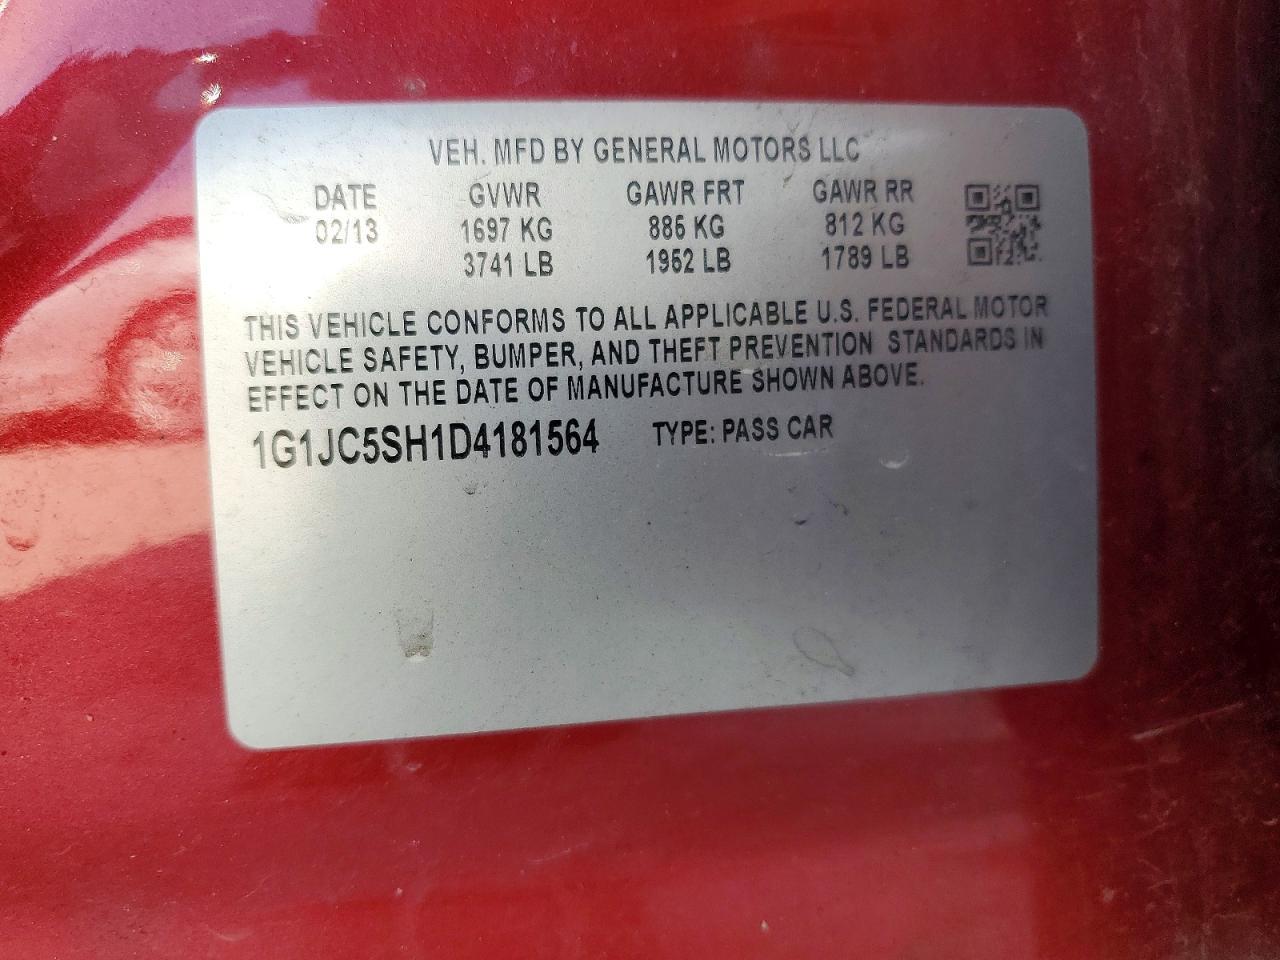 VEH. MFD BY GENERAL MOTORS LLC
DATE GVWR GAWR FRT GAWR RR
02/13 1697 KG 886 KG 812 KG
3741 LB 1952 LB 1789 LB
THIS VEHICLE CONFORMS TO ALL APPLICABLE U.S. FEDERAL MOTOR
VEHICLE SAFETY, BUMPER, AND THEFT PREVENTION STANDARDS IN
EFFECT ON THE DATE OF MANUFACTURE SHOWN ABOVE.
1G1JC5SH1D4181564 TYPE: PASS CAR